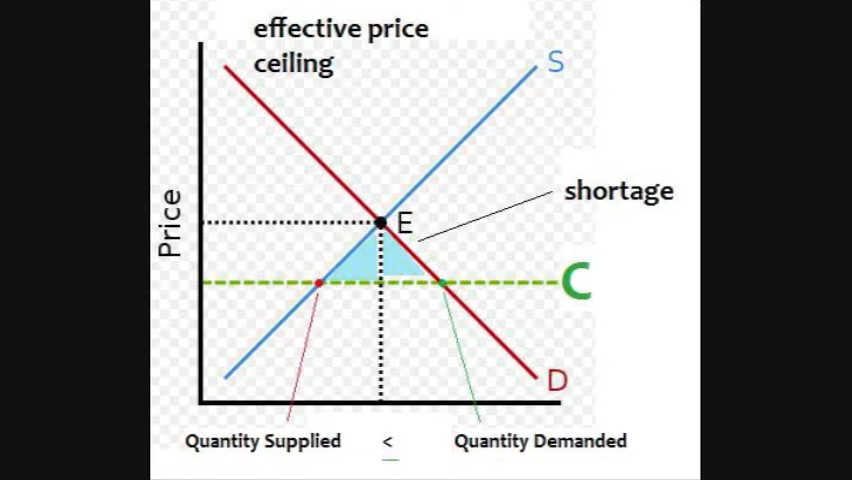 effective price
ceiling
S
shortage
Price
E
C
D
Quantity Supplied < Quantity Demanded